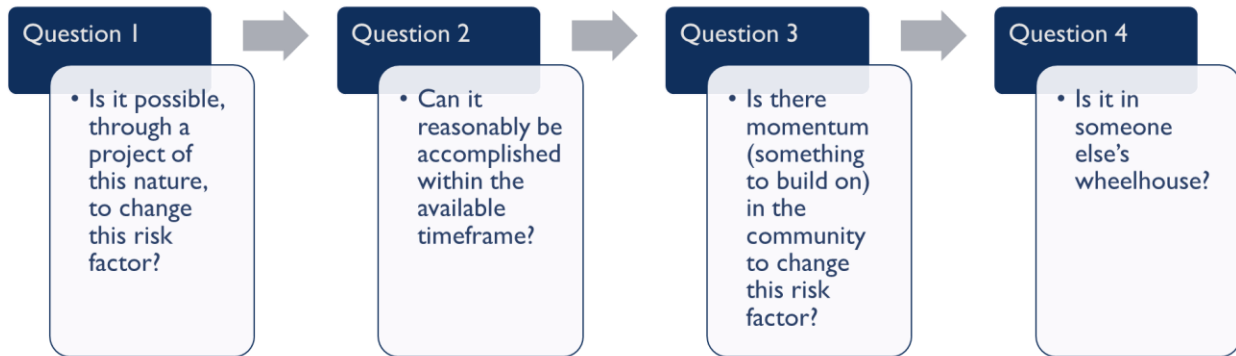 Question 1
• Is it possible,
through a
project of
this nature,
to change
this risk
factor?
Question 2
• Can it
reasonably be
accomplished
within the
available
timeframe?
Question 3
• Is there
momentum
(something
to build on)
in the
community
to change
this risk
factor?
Question 4
• Is it in
someone
else’s
wheelhouse?